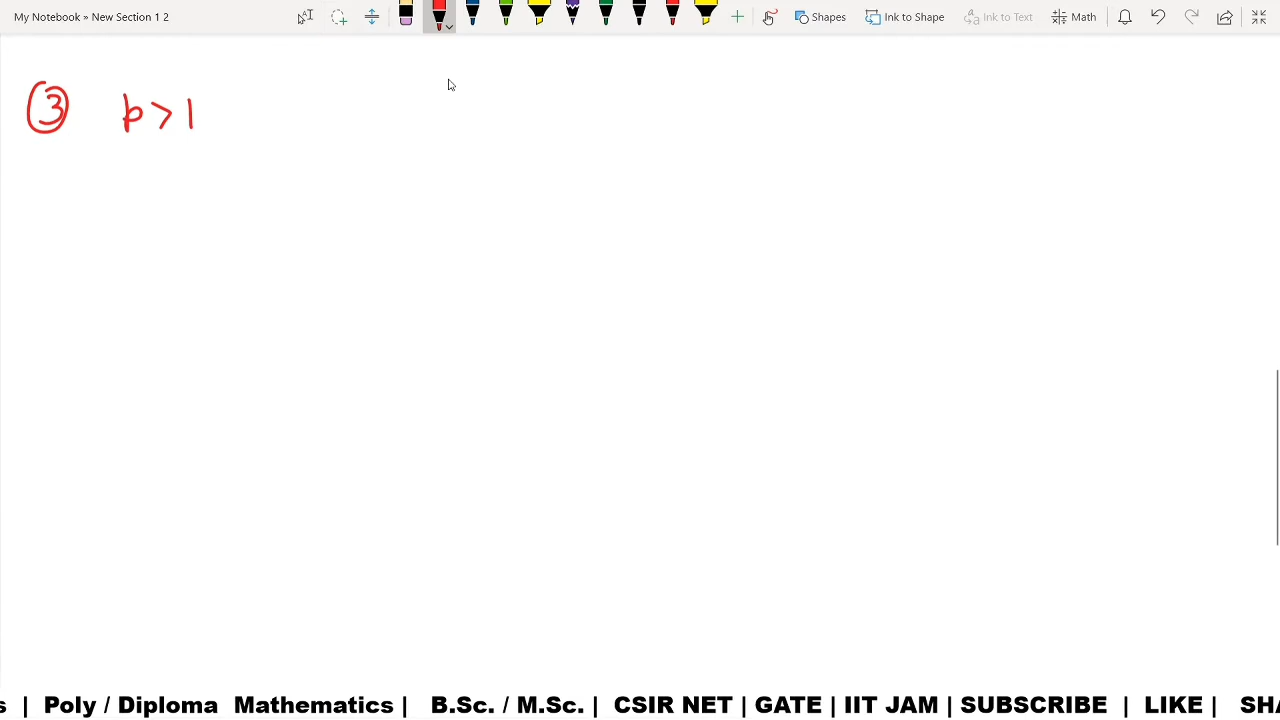 My Notebook » New Section 1 2
Shapes
Ink to Shape
Ink to Text
Math
③ p > 1
s | Poly / Diploma Mathematics | B.Sc. / M.Sc. | CSIR NET | GATE | IIT JAM | SUBSCRIBE | LIKE | SHA